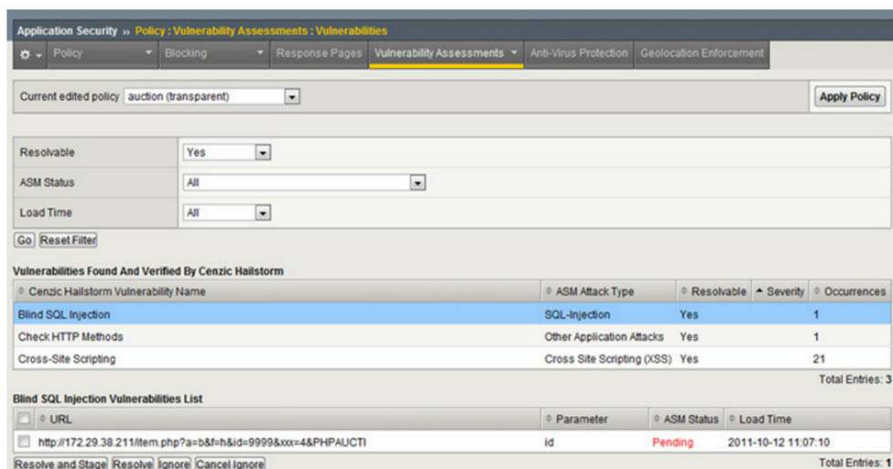 Application Security » Policy : Vulnerability Assessments : Vulnerabilities
Policy Blocking Response Pages Vulnerability Assessments Anti-Virus Protection Geolocation Enforcement
Current edited policy auction (transparent) Apply Policy
Resolvable Yes
ASM Status All
Load Time All
Go Reset Filter
Vulnerabilities Found And Verified By Cenzic Hailstorm
Cenzic Hailstorm Vulnerability Name ASM Attack Type Resolvable Severity Occurrences
Blind SQL Injection SQL-Injection Yes 1
Check HTTP Methods Other Application Attacks Yes 1
Cross-Site Scripting Cross Site Scripting (XSS) Yes 21
Total Entries: 3
Blind SQL Injection Vulnerabilities List
URL Parameter ASM Status Load Time
http://172.29.38.211/item.php?a=b&f=h&id=9999&xxx=4&PHPAUCTI id Pending 2011-10-12 11:07:10
Resolve and Stage Resolve Ignore Cancel Ignore Total Entries: 1